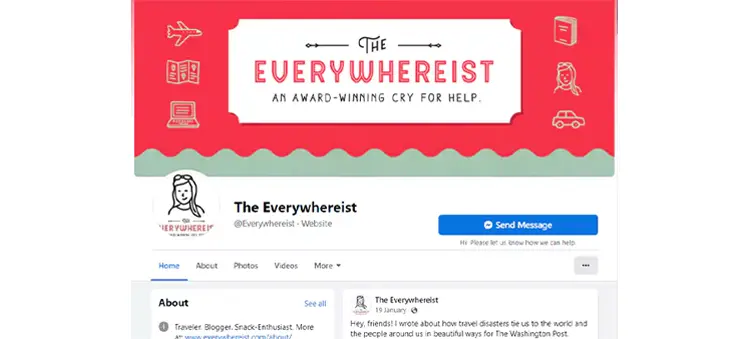 THE
EVERYWHEREIST
AN AWARD-WINNING CRY FOR HELP.
THE
EVERYWHEREIST
The Everywhereist
@Everywhereist · Website
Send Message
Hi! Please let us know how we can help.
Home About Photos Videos More
...
About See all
Traveler. Blogger. Snack-Enthusiast. More
at www.everywhereist.com/about/
The Everywhereist
19 January
Hey, friends! I wrote about how travel disasters tie us to the world and
the people around us in beautiful ways for The Washington Post.